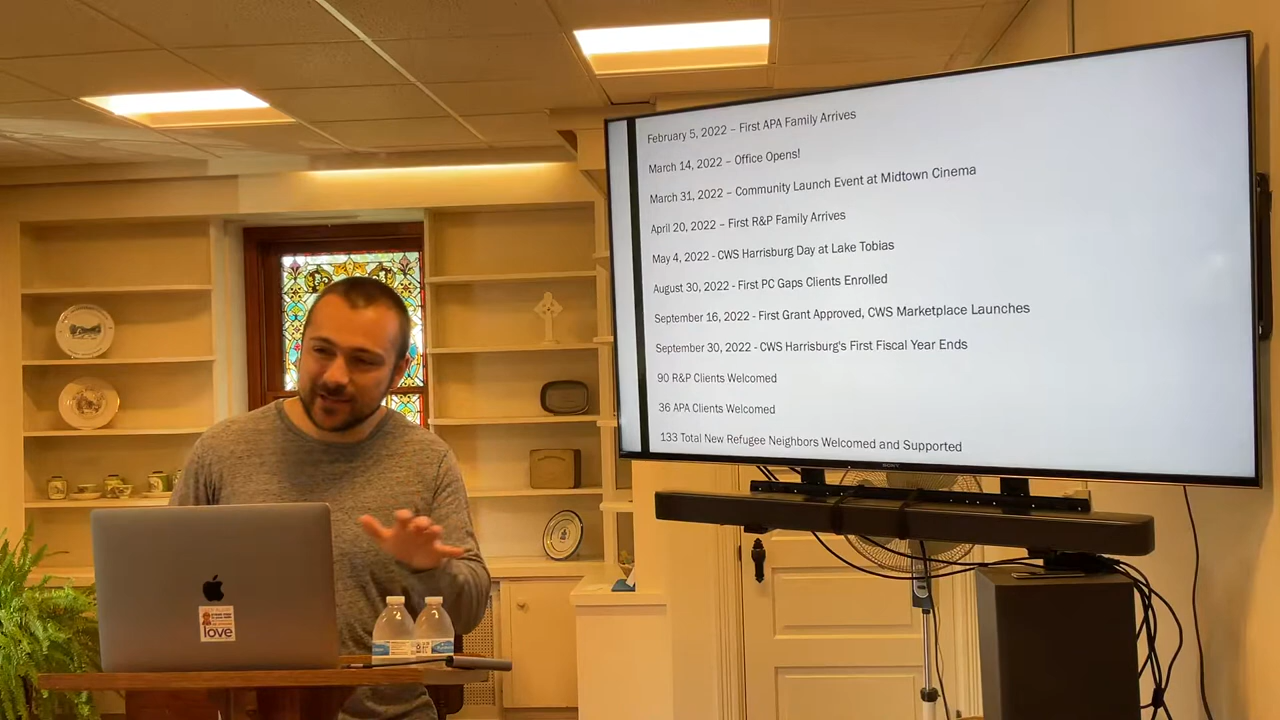 February 5, 2022 – First APA Family Arrives
March 14, 2022 – Office Opens!
March 31, 2022 – Community Launch Event at Midtown Cinema
April 20, 2022 – First R&P Family Arrives
May 4, 2022 - CWS Harrisburg Day at Lake Tobias
August 30, 2022 - First PC Gaps Clients Enrolled
September 16, 2022 - First Grant Approved, CWS Marketplace Launches
September 30, 2022 - CWS Harrisburg's First Fiscal Year Ends
90 R&P Clients Welcomed
36 APA Clients Welcomed
133 Total New Refugee Neighbors Welcomed and Supported
SONY
love